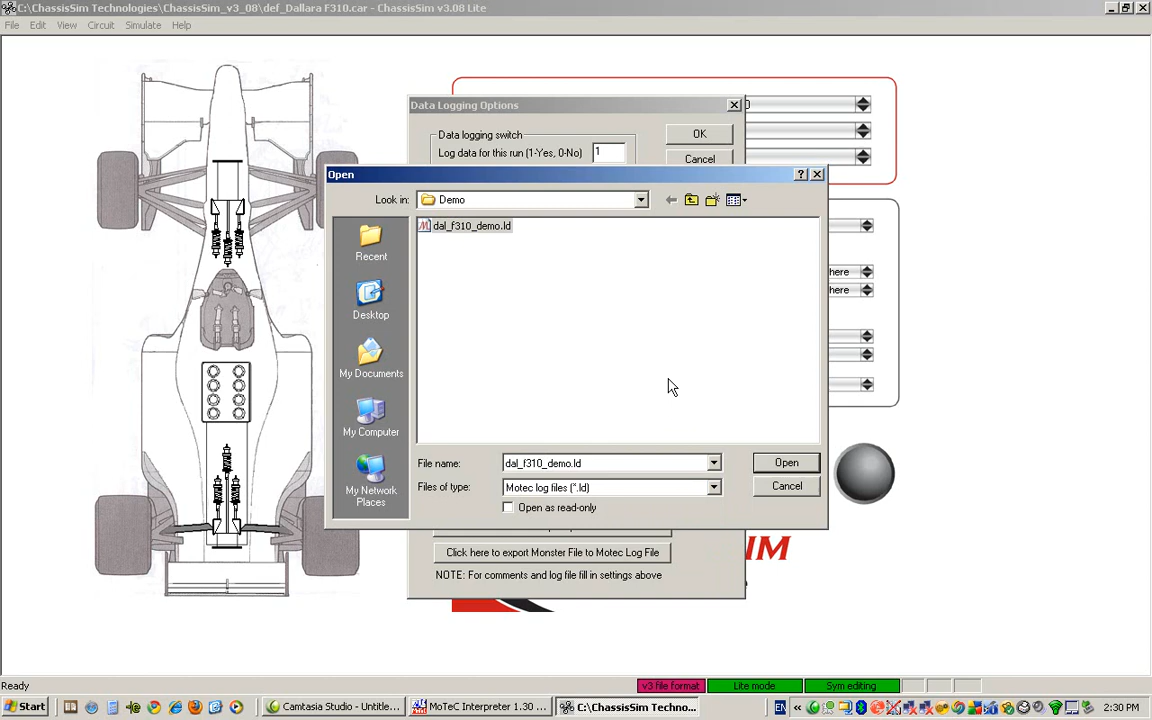 C:\ChassisSim Technologies\ChassisSim_v3_08\def_Dallara F310.car - ChassisSim v3.08 Lite
File Edit View Circuit Simulate Help
Data Logging Options
Data logging switch
Log data for this run (1-Yes, 0-No) 1
OK
Cancel
0
here
here
Open
Look in: Demo
dal_f310_demo.ld
Recent
Desktop
My Documents
My Computer
My Network Places
File name: dal_f310_demo.ld
Open
Files of type: Motec log files (*.ld)
Cancel
Open as read-only
Click here to export Monster File to Motec Log File
NOTE: For comments and log file fill in settings above
IM
Ready
v3 file format Lite mode Sym editing
Start Camtasia Studio - Untitle... MoTeC Interpreter 1.30 ... C:\ChassisSim Techno... EN 2:30 PM